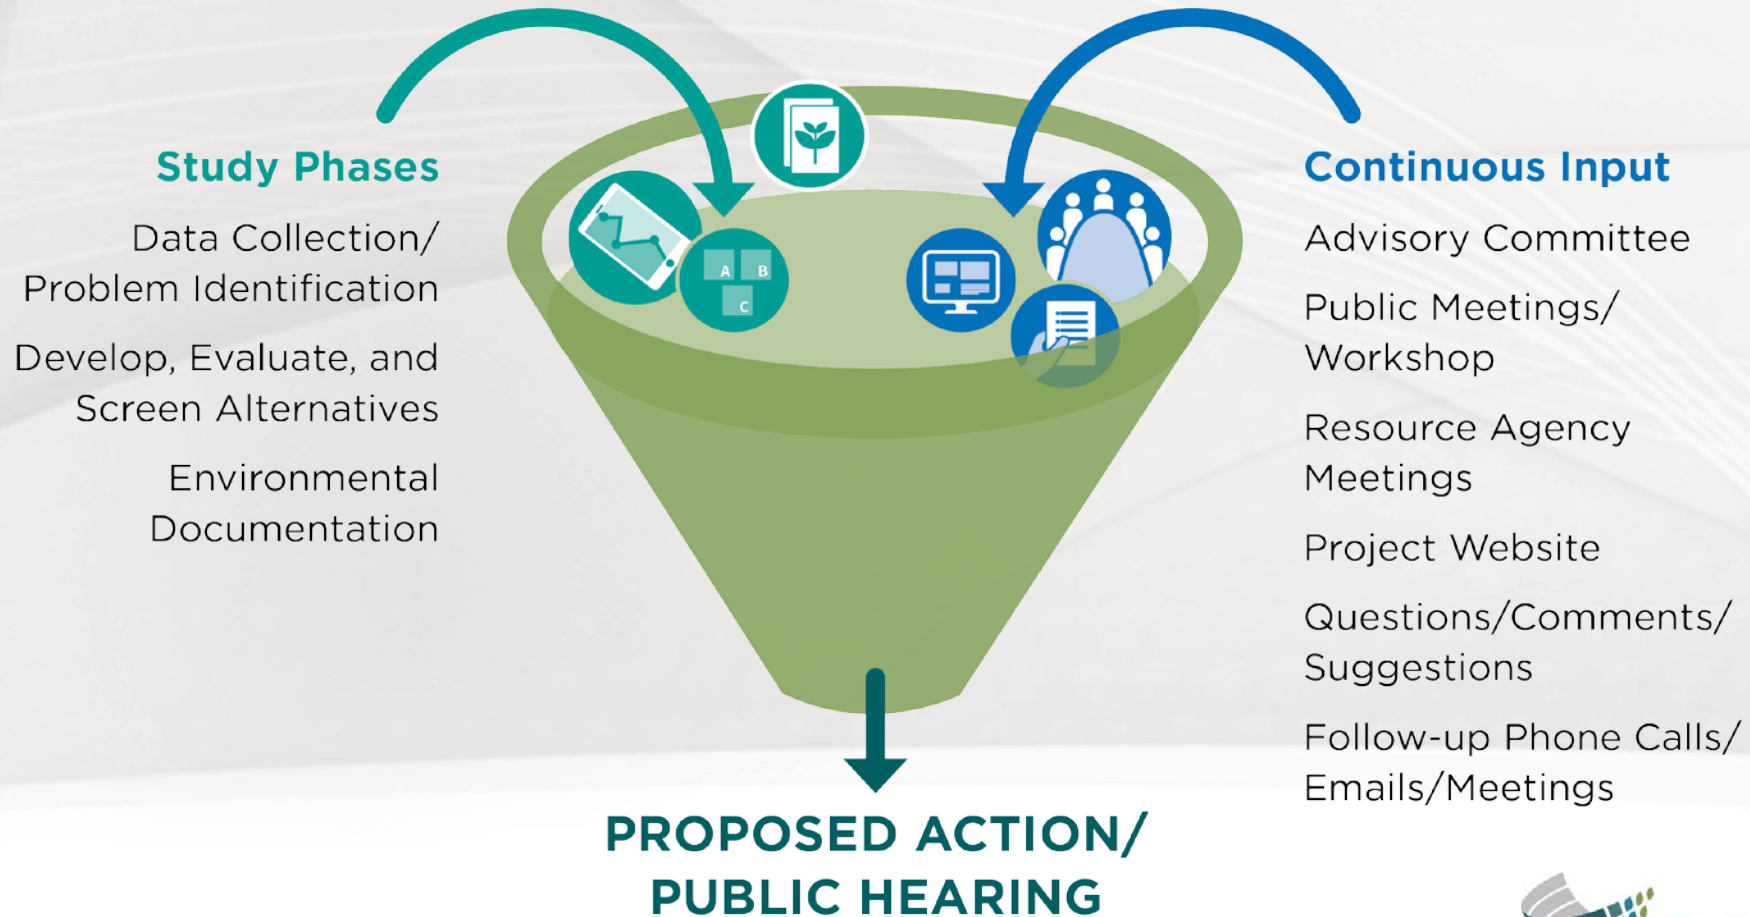 Study Phases
Data Collection/
Problem Identification
Develop, Evaluate, and
Screen Alternatives
Environmental
Documentation
A B
C
Continuous Input
Advisory Committee
Public Meetings/
Workshop
Resource Agency
Meetings
Project Website
Questions/Comments/
Suggestions
Follow-up Phone Calls/
Emails/Meetings
PROPOSED ACTION/
PUBLIC HEARING